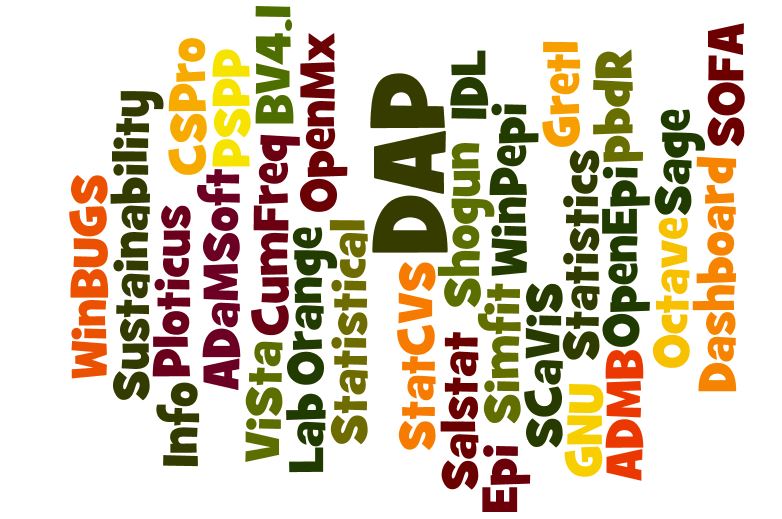 WinBUGS
Sustainability
CSPro
Ploticus
Info
PSPP
ADaMSoft
BV4.1
CumFreq
ViSta
OpenMx
Orange
Lab
Statistical
DAP
StatCVS
IDL
Shogun
Salstat
WinPepi
Simfit
Epi
SCaViS
Gretl
Statistics
GNU
pbdR
OpenEpi
ADMB
Sage
Octave
SOFA
Dashboard